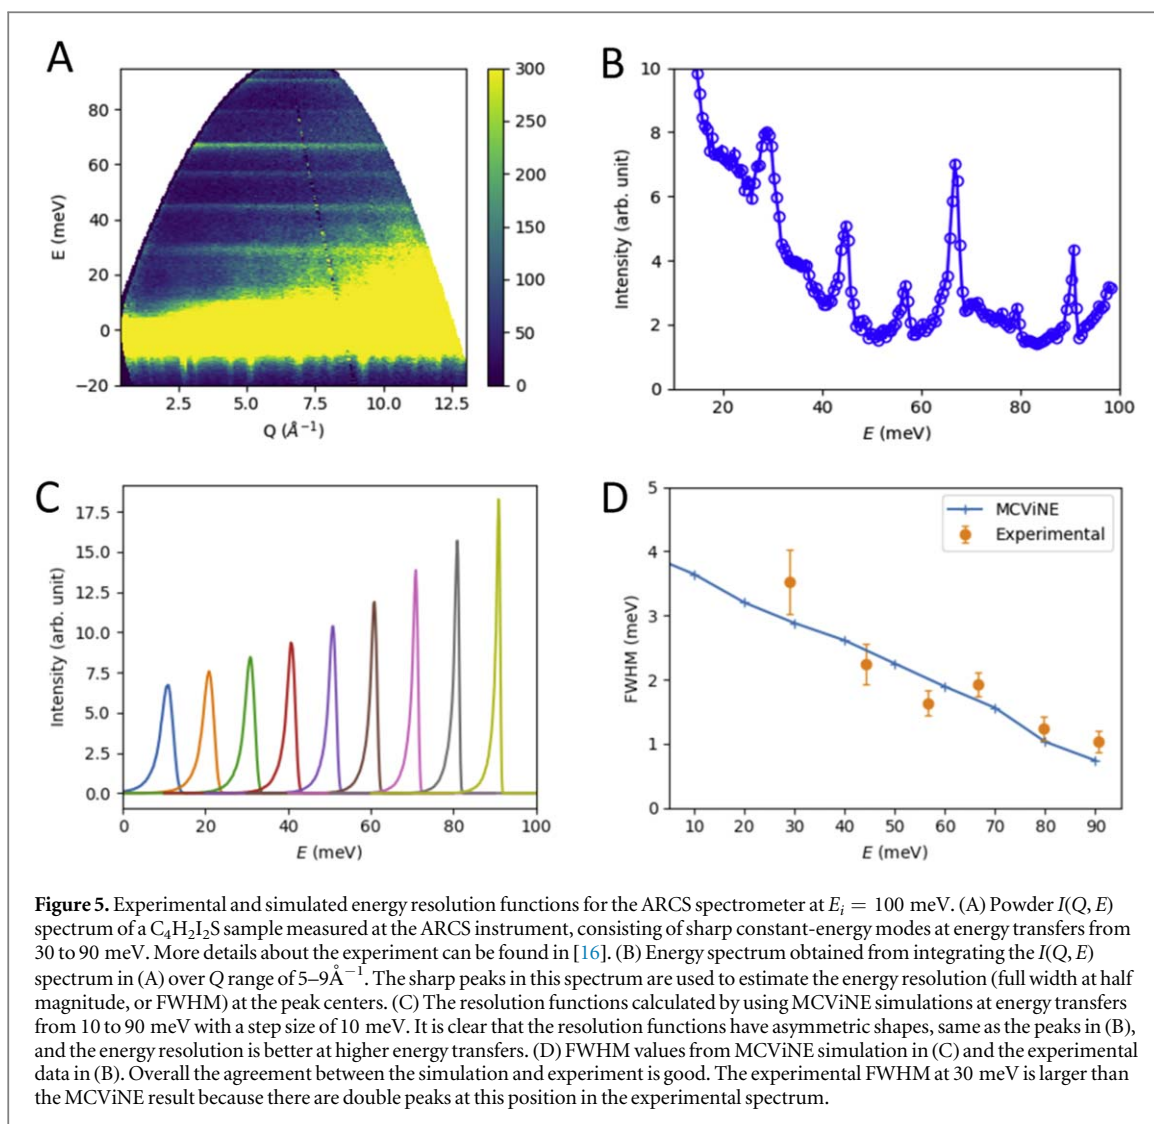 A
80
60
40
20
0
−20
E (meV)
2.5
5.0
7.5
10.0
12.5
Q (Å⁻¹)
300
250
200
150
100
50
0
B
10
8
6
4
2
0
Intensity (arb. unit)
20
40
60
80
100
E (meV)
C
17.5
15.0
12.5
10.0
7.5
5.0
2.5
0.0
Intensity (arb. unit)
0
20
40
60
80
100
E (meV)
D
5
4
3
2
1
0
FWHM (meV)
MCViNE
Experimental
10
20
30
40
50
60
70
80
90
E (meV)
Figure 5. Experimental and simulated energy resolution functions for the ARCS spectrometer at Eᵢ = 100 meV. (A) Powder I(Q, E)
spectrum of a C₄H₂I₂S sample measured at the ARCS instrument, consisting of sharp constant-energy modes at energy transfers from
30 to 90 meV. More details about the experiment can be found in [16]. (B) Energy spectrum obtained from integrating the I(Q, E)
spectrum in (A) over Q range of 5–9Å⁻¹. The sharp peaks in this spectrum are used to estimate the energy resolution (full width at half
magnitude, or FWHM) at the peak centers. (C) The resolution functions calculated by using MCViNE simulations at energy transfers
from 10 to 90 meV with a step size of 10 meV. It is clear that the resolution functions have asymmetric shapes, same as the peaks in (B),
and the energy resolution is better at higher energy transfers. (D) FWHM values from MCViNE simulation in (C) and the experimental
data in (B). Overall the agreement between the simulation and experiment is good. The experimental FWHM at 30 meV is larger than
the MCViNE result because there are double peaks at this position in the experimental spectrum.